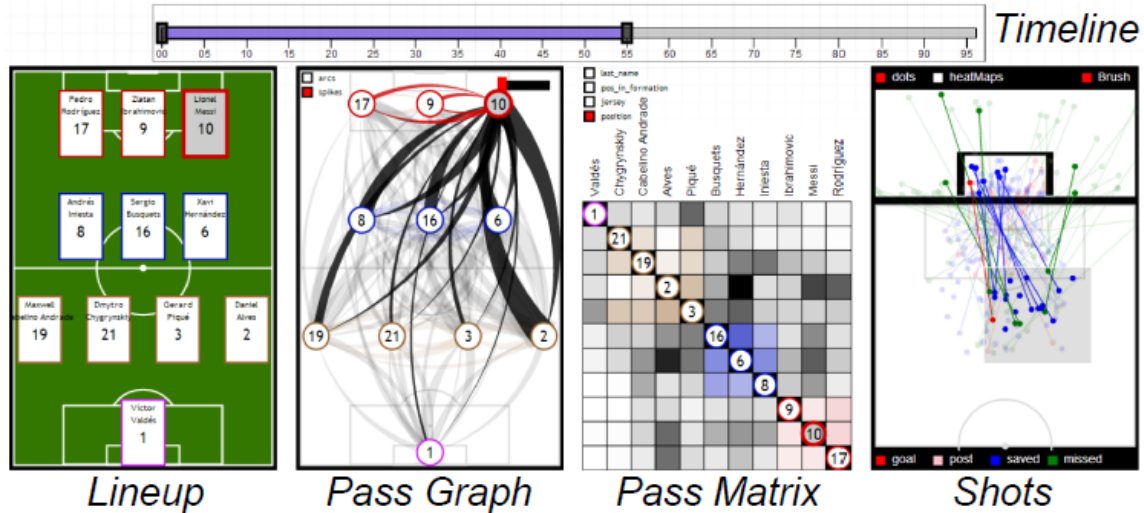 Timeline
00 05 10 15 20 25 30 35 40 45 50 55 60 65 70 75 80 85 90 95
Pedro
Rodríguez
17
Zlatan
Ibrahimovic
9
Lionel
Messi
10
Andrés
Iniesta
8
Sergio
Busquets
16
Xavi
Hernández
6
Maxwell
abelino Andrade
19
Dmytro
Chygrynskiy
21
Gerard
Piqué
3
Daniel
Alves
2
Víctor
Valdés
1
Lineup
arcs
spikes
17 9 10
8 16 6
19 21 3 2
1
Pass Graph
last_name
pos_in_formation
jersey
position
Valdés
Chygrynskiy
Cabelino Andrade
Alves
Piqué
Busquets
Hernández
Iniesta
Ibrahimovic
Messi
Rodríguez
1
21
19
2
3
16
6
8
9
10
17
Pass Matrix
dots heatMaps Brush
goal post saved missed
Shots